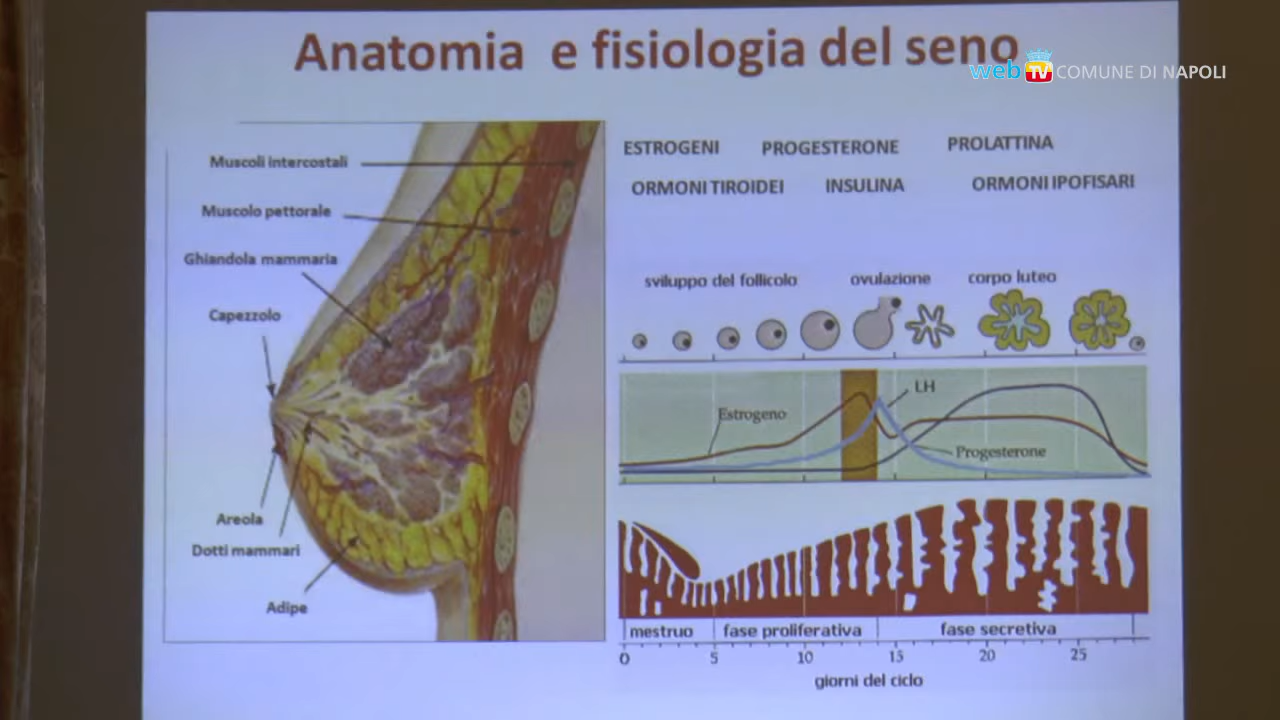 Anatomia e fisiologia del seno
web TV COMUNE DI NAPOLI
Muscoli intercostali
Muscolo pettorale
Ghiandola mammaria
Capezzolo
Areola
Dotti mammari
Adipe
ESTROGENI PROGESTERONE PROLATTINA
ORMONI TIROIDEI INSULINA ORMONI IPOFISARI
sviluppo del follicolo ovulazione corpo luteo
LH
Estrogeno
Progesterone
mestruo fase proliferativa fase secretiva
0 5 10 15 20 25
giorni del ciclo